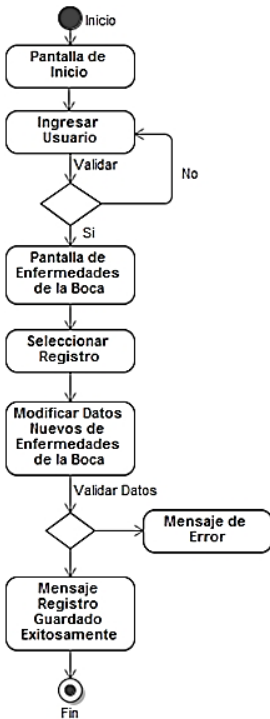 Inicio
Pantalla de
Inicio
Ingresar
Usuario
Validar
No
Si
Pantalla de
Enfermedades
de la Boca
Seleccionar
Registro
Modificar Datos
Nuevos de
Enfermedades
de la Boca
Validar Datos
Mensaje de
Error
Mensaje
Registro
Guardado
Exitosamente
Fin